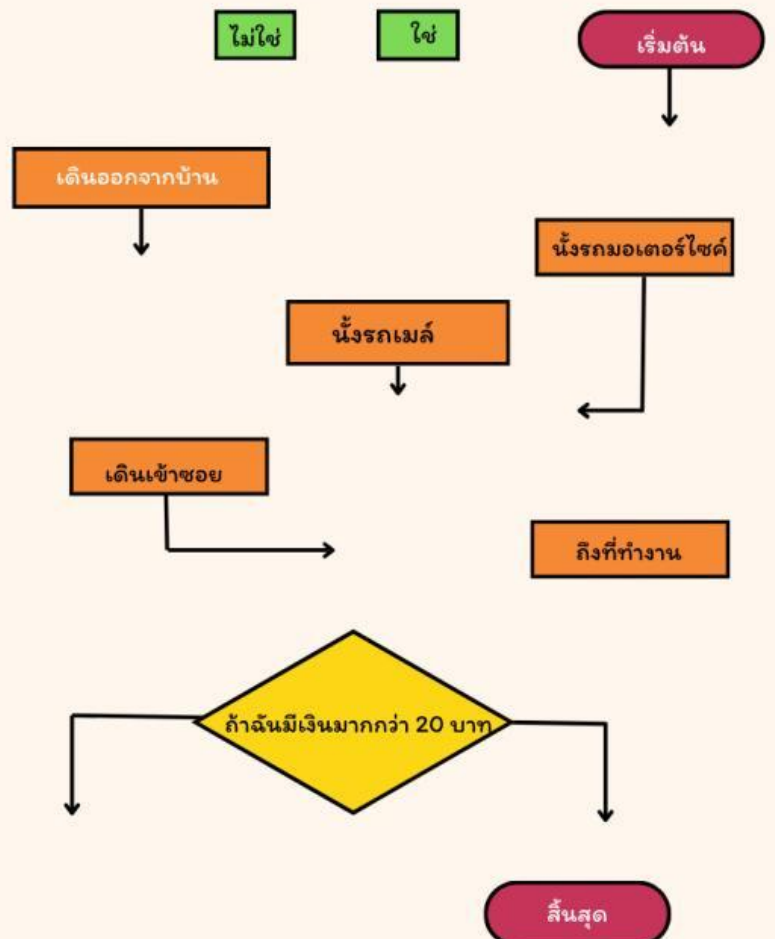 ไม่ใช่
ใช่
เริ่มต้น
เดินออกจากบ้าน
นั้งรถมอเตอร์ไซค์
นั้งรถเมล์
เดินเข้าซอย
ถึงที่ทำงาน
ถ้าฉันมีเงินมากกว่า 20 บาท
สิ้นสุด